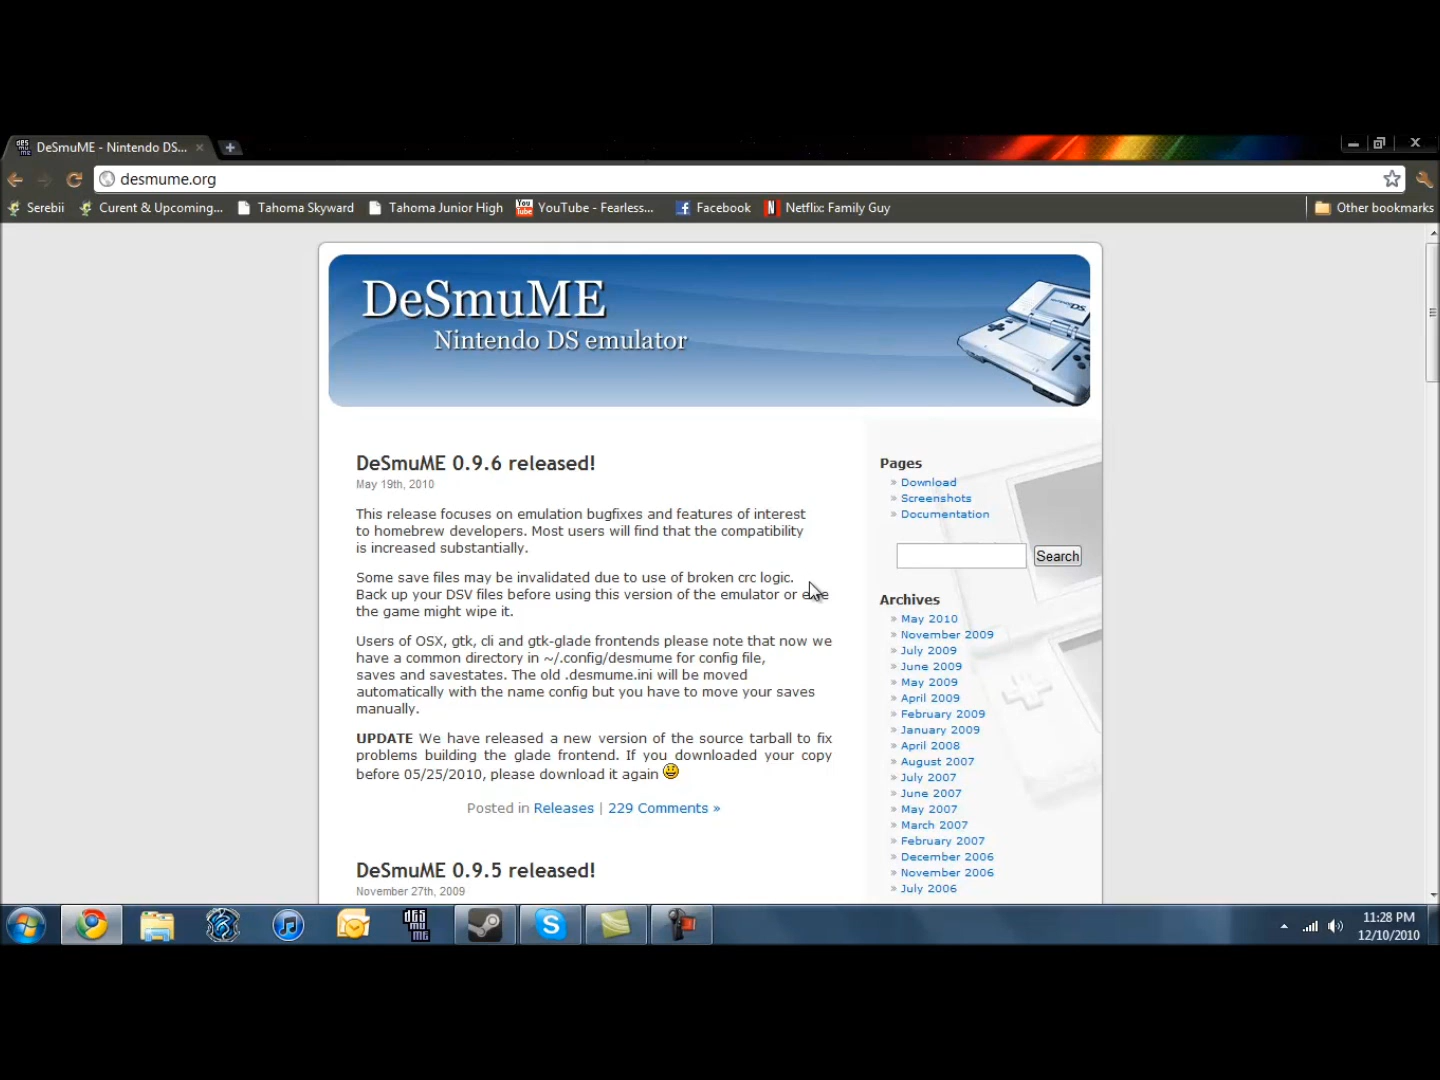 DeSmuME - Nintendo DS...
desmume.org
Serebii
Curent & Upcoming...
Tahoma Skyward
Tahoma Junior High
YouTube - Fearless...
Facebook
Netflix: Family Guy
Other bookmarks
DeSmuME
Nintendo DS emulator
DeSmuME 0.9.6 released!
May 19th, 2010
This release focuses on emulation bugfixes and features of interest
to homebrew developers. Most users will find that the compatibility
is increased substantially.
Some save files may be invalidated due to use of broken crc logic.
Back up your DSV files before using this version of the emulator or
the game might wipe it.
Users of OSX, gtk, cli and gtk-glade frontends please note that now we
have a common directory in ~/.config/desmume for config file,
saves and savestates. The old .desmume.ini will be moved
automatically with the name config but you have to move your saves
manually.
UPDATE We have released a new version of the source tarball to fix
problems building the glade frontend. If you downloaded your copy
before 05/25/2010, please download it again
Posted in Releases | 229 Comments »
DeSmuME 0.9.5 released!
November 27th, 2009
Pages
» Download
» Screenshots
» Documentation
Search
Archives
» May 2010
» November 2009
» July 2009
» June 2009
» May 2009
» April 2009
» February 2009
» January 2009
» April 2008
» August 2007
» July 2007
» June 2007
» May 2007
» March 2007
» February 2007
» December 2006
» November 2006
» July 2006
11:28 PM
12/10/2010